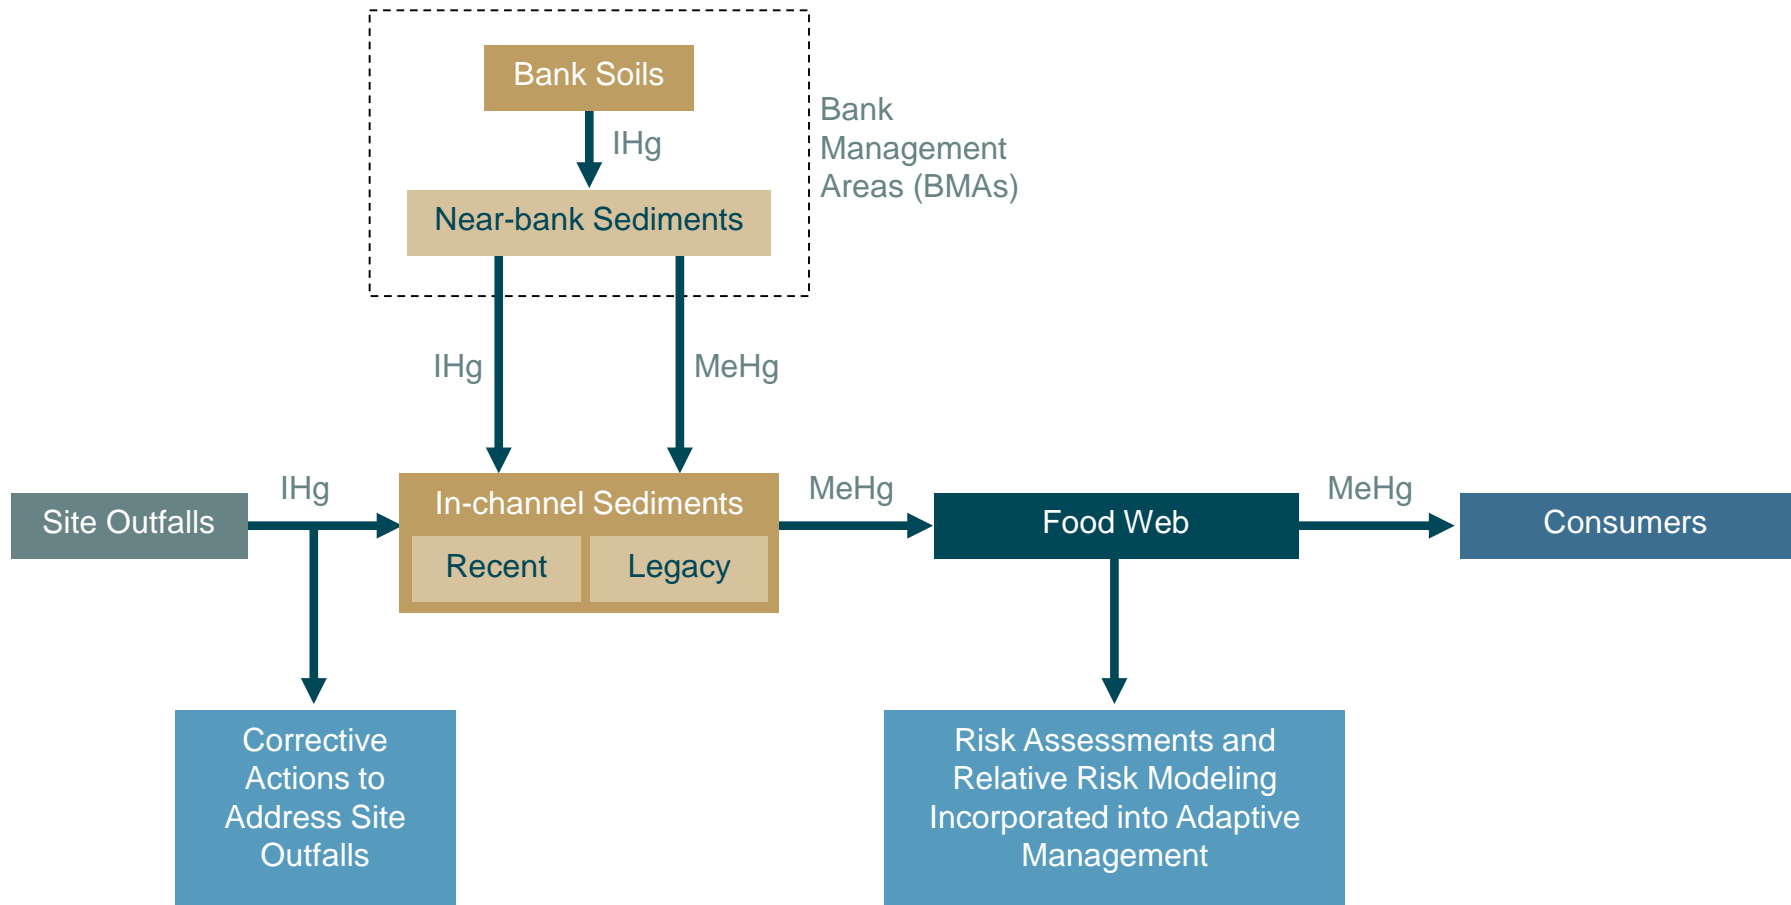 Bank Soils
IHg
Bank
Management
Areas (BMAs)
Near-bank Sediments
IHg
MeHg
Site Outfalls
IHg
In-channel Sediments
Recent
Legacy
MeHg
Food Web
MeHg
Consumers
Corrective
Actions to
Address Site
Outfalls
Risk Assessments and
Relative Risk Modeling
Incorporated into Adaptive
Management